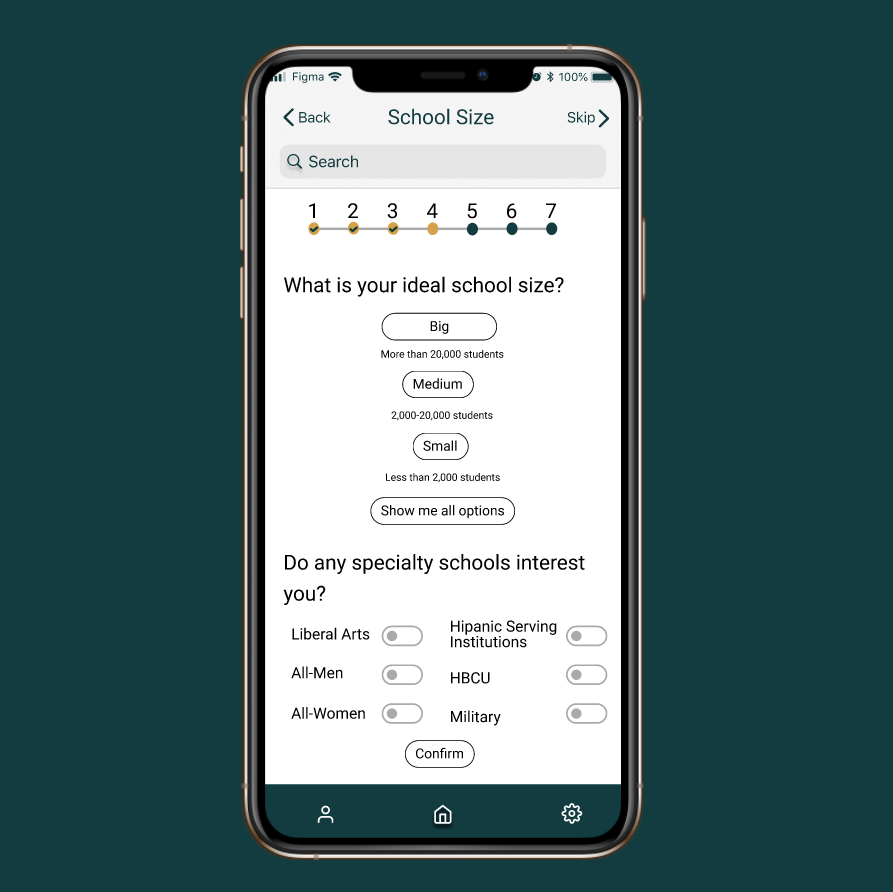 Figma 100%
Back School Size Skip
Search
1 2 3 4 5 6 7
What is your ideal school size?
Big
More than 20,000 students
Medium
2,000-20,000 students
Small
Less than 2,000 students
Show me all options
Do any specialty schools interest
you?
Liberal Arts
Hipanic Serving
Institutions
All-Men
HBCU
All-Women
Military
Confirm